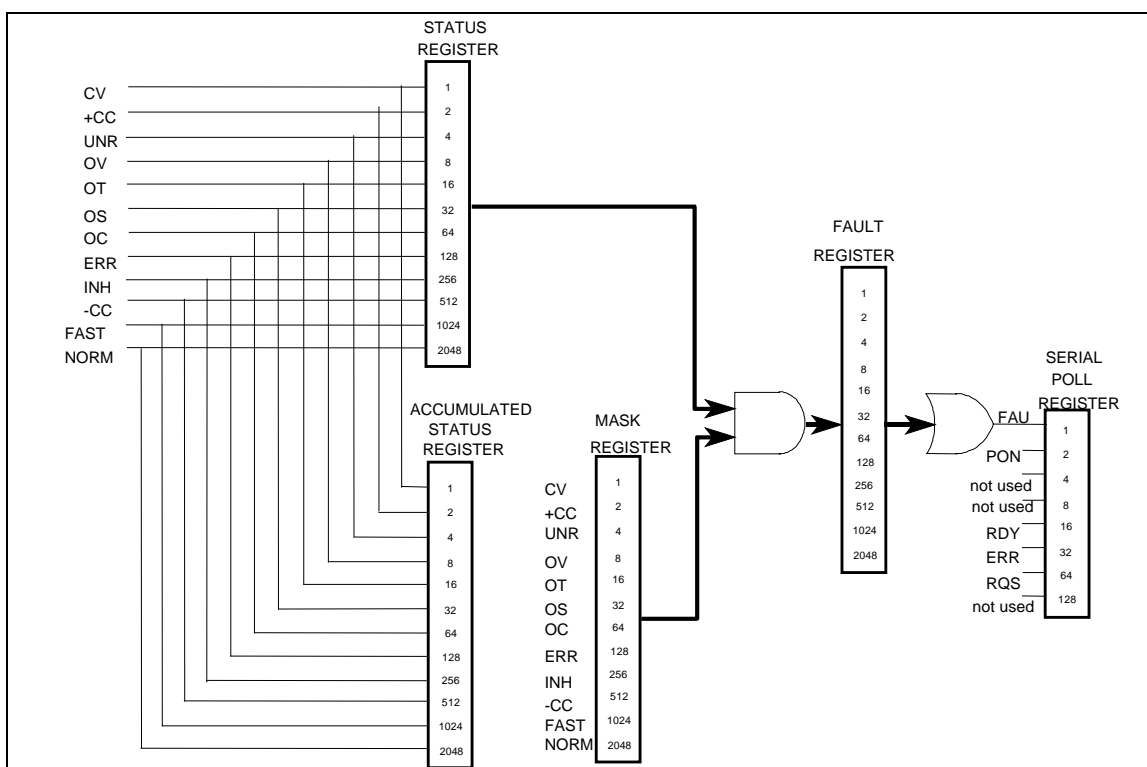 STATUS
REGISTER
CV
+CC
UNR
OV
OT
OS
OC
ERR
INH
-CC
FAST
NORM
1
2
4
8
16
32
64
128
256
512
1024
2048
ACCUMULATED
STATUS
REGISTER
1
2
4
8
16
32
64
128
256
512
1024
2048
MASK
REGISTER
CV
+CC
UNR
OV
OT
OS
OC
ERR
INH
-CC
FAST
NORM
1
2
4
8
16
32
64
128
256
512
1024
2048
FAULT
REGISTER
1
2
4
8
16
32
64
128
256
512
1024
2048
SERIAL
POLL
REGISTER
FAU
PON
not used
not used
RDY
ERR
RQS
not used
1
2
4
8
16
32
64
128